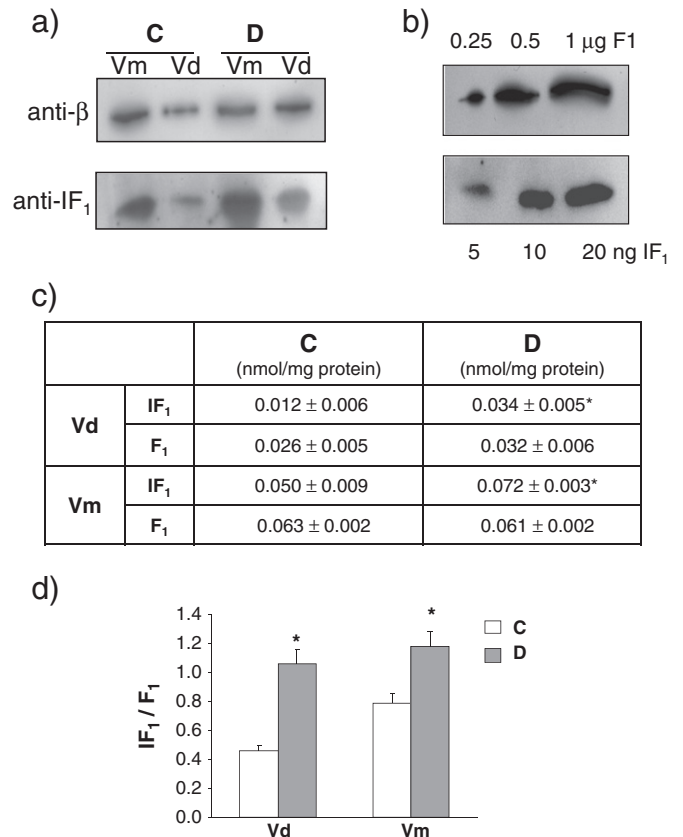 a)
C D
Vm Vd Vm Vd
anti-β
anti-IF₁
b)
0.25 0.5 1 µg F1
5 10 20 ng IF₁
c)
C D
(nmol/mg protein) (nmol/mg protein)
Vd IF₁ 0.012 ± 0.006 0.034 ± 0.005*
F₁ 0.026 ± 0.005 0.032 ± 0.006
Vm IF₁ 0.050 ± 0.009 0.072 ± 0.003*
F₁ 0.063 ± 0.002 0.061 ± 0.002
d)
1.4
1.2
1.0
0.8
0.6
0.4
0.2
0.0
IF₁ / F₁
* *
C
D
Vd Vm